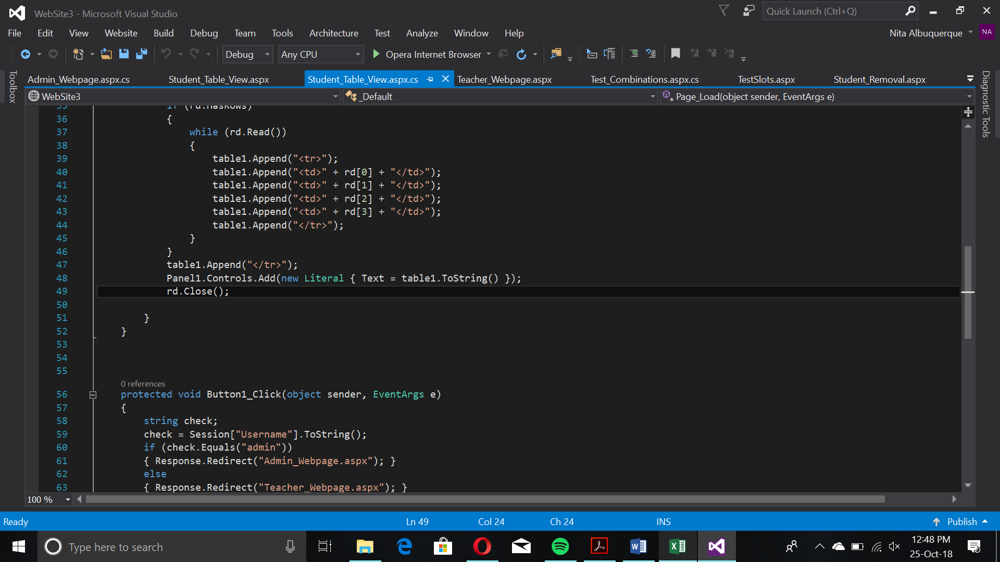 WebSite3 - Microsoft Visual Studio
Quick Launch (Ctrl+Q)
File Edit View Website Build Debug Team Tools Architecture Test Analyze Window Help
Nita Albuquerque NA
Debug Any CPU Opera Internet Browser
Toolbox
Admin_Webpage.aspx.cs Student_Table_View.aspx Student_Table_View.aspx.cs Teacher_Webpage.aspx Test_Combinations.aspx.cs TestSlots.aspx Student_Removal.aspx
Diagnostic Tools
WebSite3 _Default Page_Load(object sender, EventArgs e)
35 if (rd.HasRows)
36 {
37 while (rd.Read())
38 {
39 table1.Append("<tr>");
40 table1.Append("<td>" + rd[0] + "</td>");
41 table1.Append("<td>" + rd[1] + "</td>");
42 table1.Append("<td>" + rd[2] + "</td>");
43 table1.Append("<td>" + rd[3] + "</td>");
44 table1.Append("</tr>");
45 }
46 }
47 table1.Append("</tr>");
48 Panel1.Controls.Add(new Literal { Text = table1.ToString() });
49 rd.Close();
50
51 }
52 }
53
54
55
0 references
56 protected void Button1_Click(object sender, EventArgs e)
57 {
58 string check;
59 check = Session["Username"].ToString();
60 if (check.Equals("admin"))
61 { Response.Redirect("Admin_Webpage.aspx"); }
62 else
63 { Response.Redirect("Teacher_Webpage.aspx"); }
100 %
Ready Ln 49 Col 24 Ch 24 INS Publish
Type here to search
12:48 PM
25-Oct-18